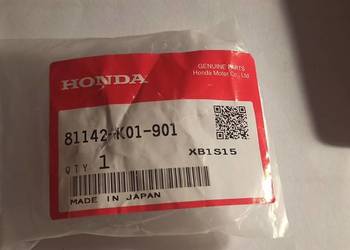 GENUINE PARTS
Honda Motor Co., Ltd.
HONDA
81142-K01-901
XB1S15
QTY 1
MADE IN JAPAN